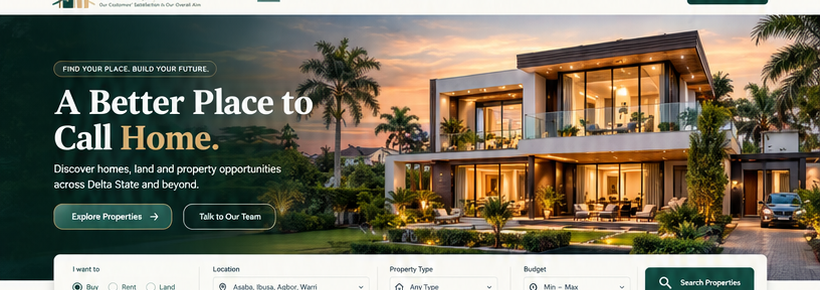 Our Customers' Satisfaction Is Our Overall Aim
FIND YOUR PLACE. BUILD YOUR FUTURE.
A Better Place to
Call Home.
Discover homes, land and property opportunities
across Delta State and beyond.
Explore Properties
Talk to Our Team
I want to
Buy
Rent
Land
Location
Asaba, Ibusa, Agbor, Warri
Property Type
Any Type
Budget
Min – Max
Search Properties